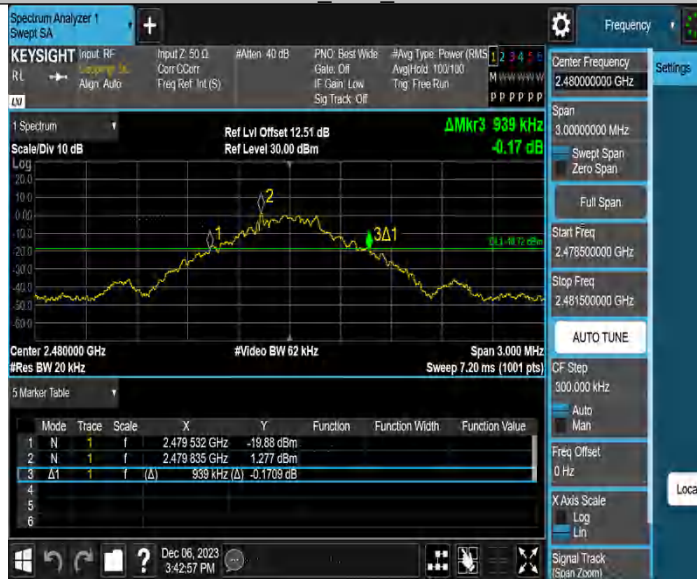 Spectrum Analyzer 1
Swept SA
+
Frequency
Settings
KEYSIGHT
RL
Input: RF
Coupling: DC
Align: Auto
Input Z: 50 Ω
Corr CCorr
Freq Ref: Int (S)
#Atten: 40 dB
PNO: Best Wide
Gate: Off
IF Gain: Low
Sig Track: Off
#Avg Type: Power (RMS
Avg|Hold: 100/100
Trig: Free Run
1 2 3 4 5 6
M W W W W W
P P P P P P
LXI
1 Spectrum
Scale/Div 10 dB
Ref Lvl Offset 12.51 dB
Ref Level 30.00 dBm
ΔMkr3 939 kHz
-0.17 dB
Log
20.0
10.0
0.00
-10.0
-20.0
-30.0
-40.0
-50.0
-60.0
2
1
3Δ1
DL1 -18.72 dBm
Center 2.480000 GHz
#Video BW 62 kHz
Span 3.000 MHz
#Res BW 20 kHz
Sweep 7.20 ms (1001 pts)
5 Marker Table
Mode Trace Scale X Y Function Function Width Function Value
1 N 1 f 2.479 532 GHz -19.88 dBm
2 N 1 f 2.479 835 GHz 1.277 dBm
3 Δ1 1 f (Δ) 939 kHz (Δ) -0.1709 dB
4
5
6
Dec 06, 2023
3:42:57 PM
?
Center Frequency
2.480000000 GHz
Span
3.00000000 MHz
Swept Span
Zero Span
Full Span
Start Freq
2.478500000 GHz
Stop Freq
2.481500000 GHz
AUTO TUNE
CF Step
300.000 kHz
Auto
Man
Freq Offset
0 Hz
X Axis Scale
Log
Lin
Signal Track
(Span Zoom)
Loca